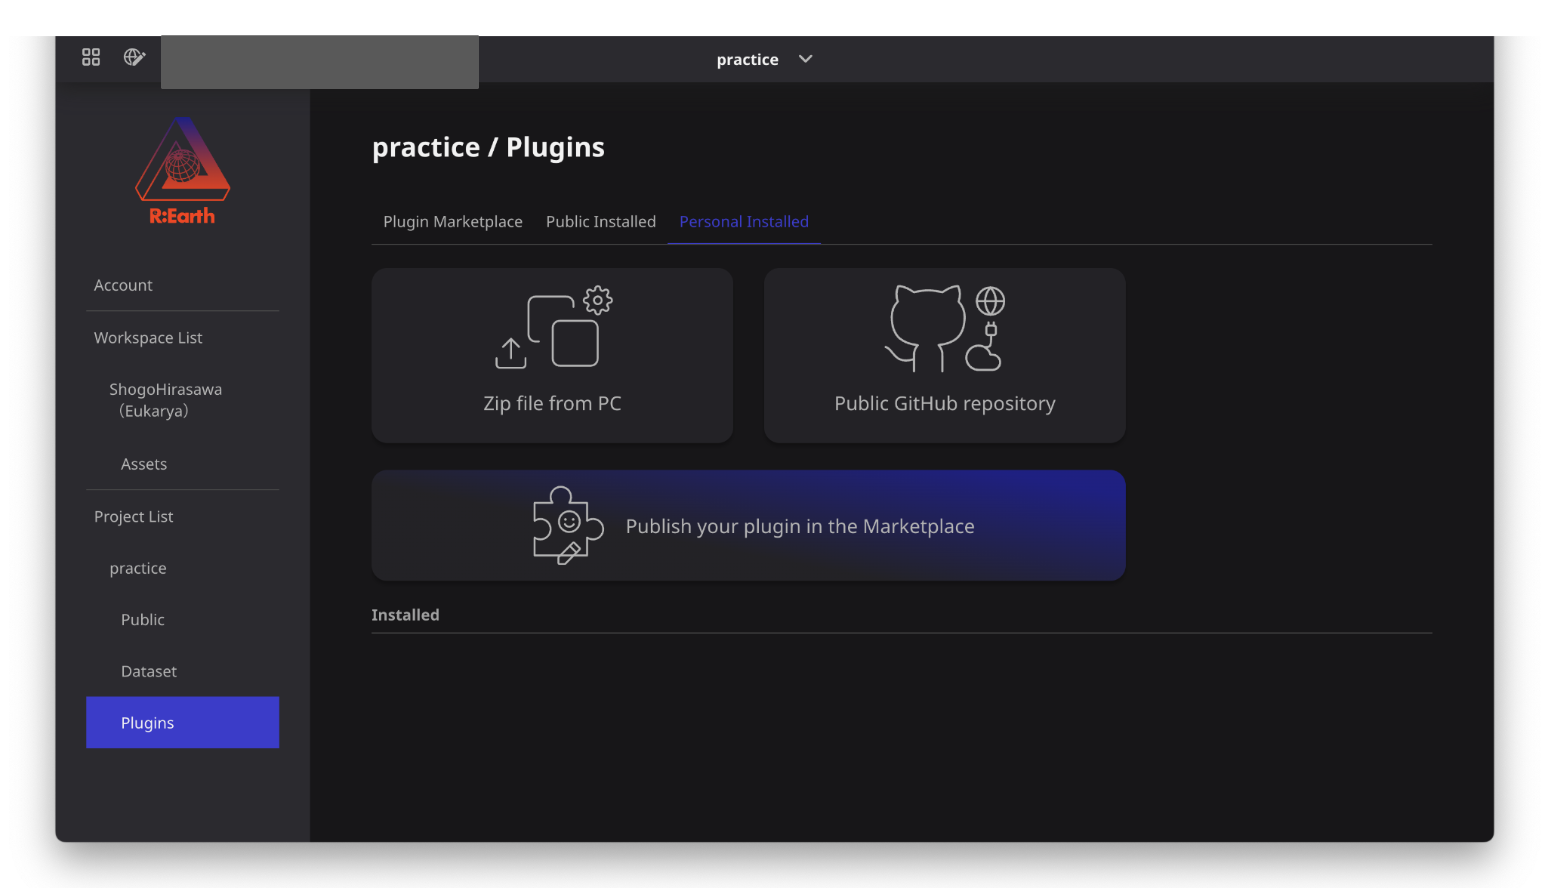 practice
R:Earth
practice / Plugins
Plugin Marketplace
Public Installed
Personal Installed
Account
Workspace List
ShogoHirasawa
（Eukarya）
Assets
Project List
practice
Public
Dataset
Plugins
Zip file from PC
Public GitHub repository
Publish your plugin in the Marketplace
Installed